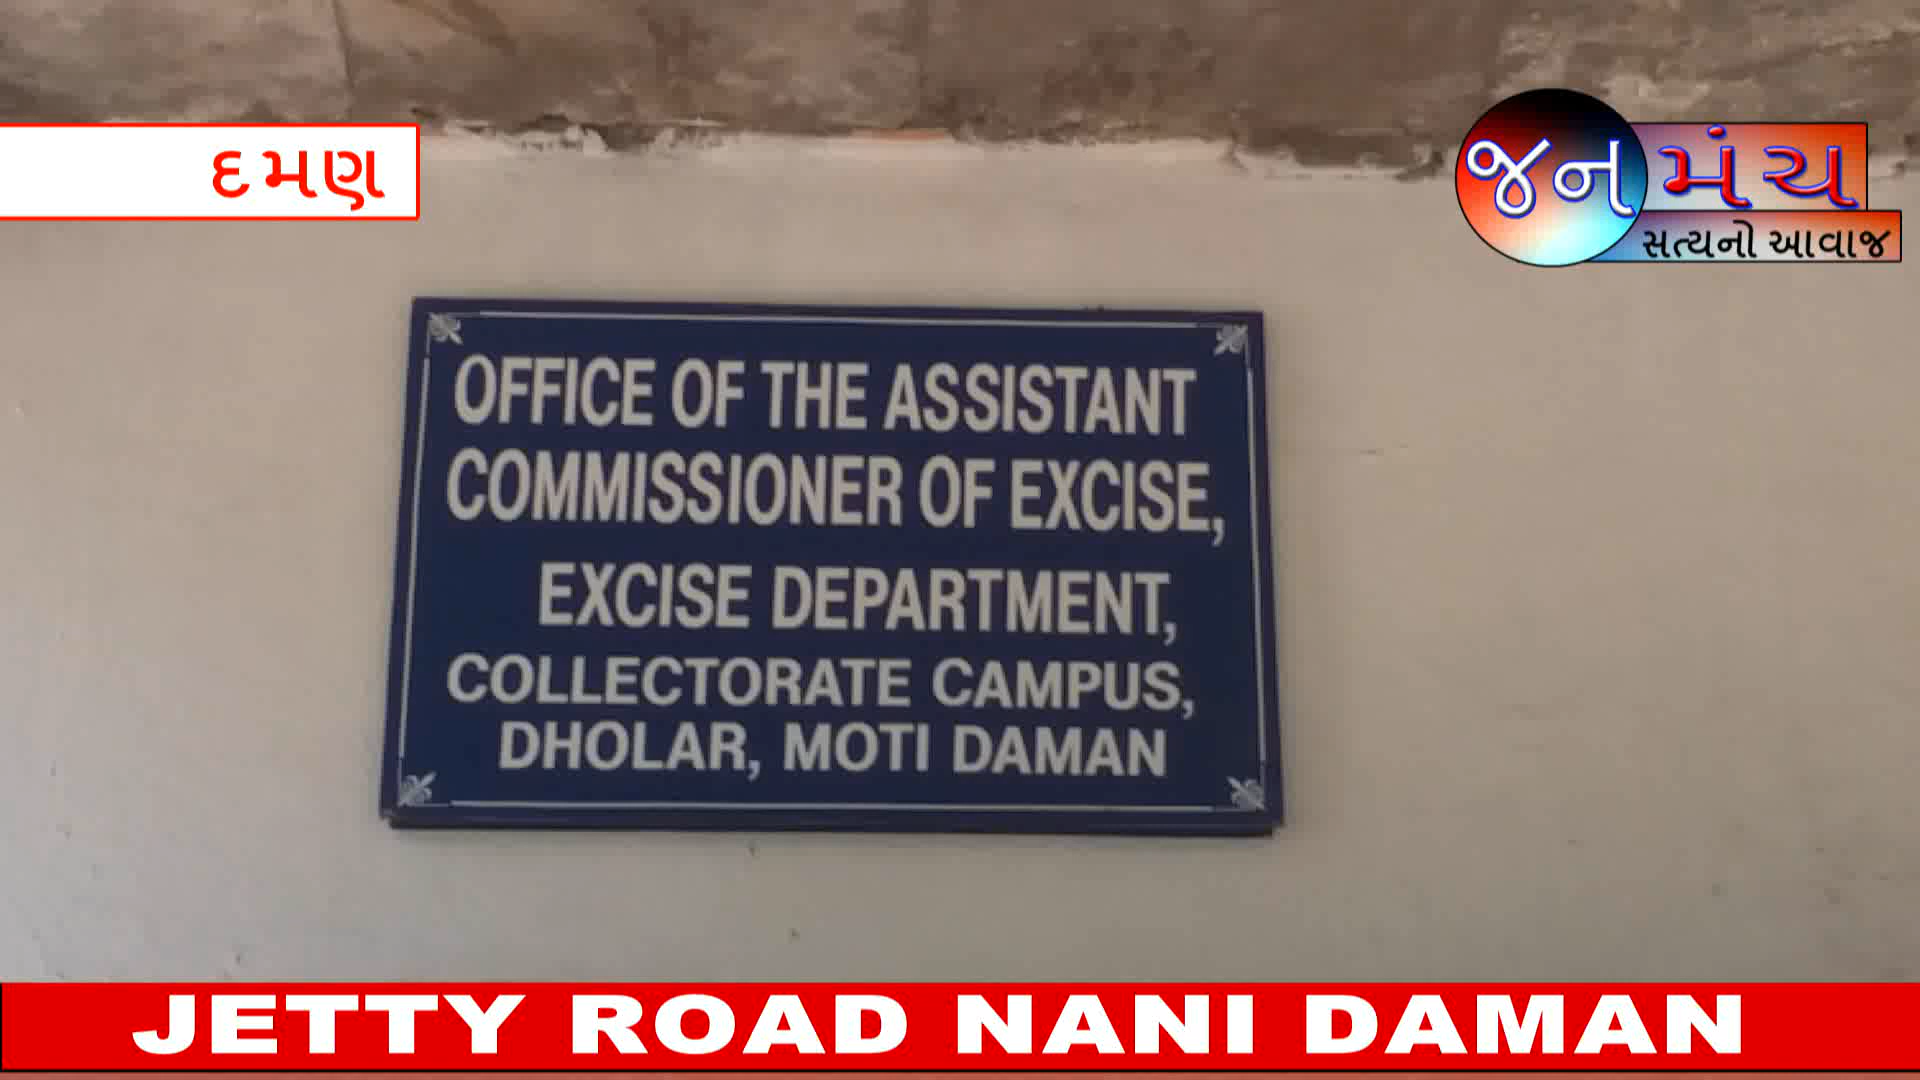 દમણ
જન મંચ
સત્યનો આવાજ
OFFICE OF THE ASSISTANT
COMMISSIONER OF EXCISE,
EXCISE DEPARTMENT,
COLLECTORATE CAMPUS,
DHOLAR, MOTI DAMAN
JETTY ROAD NANI DAMAN